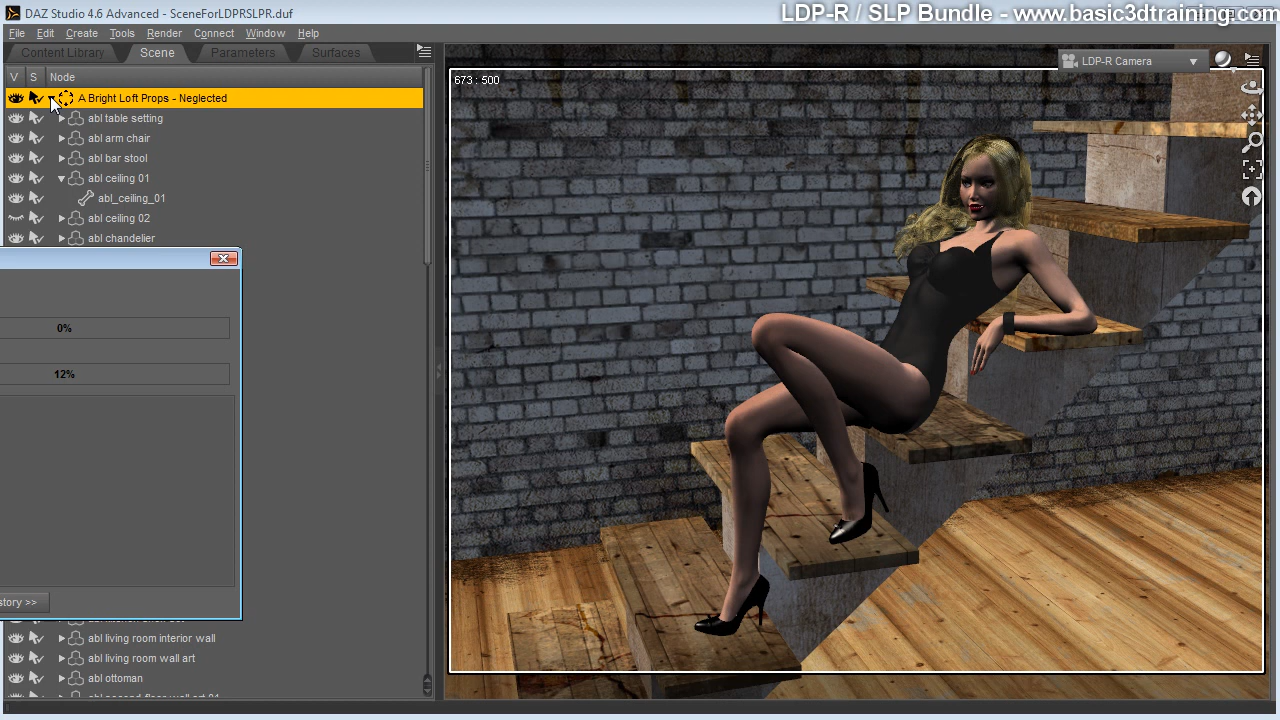 DAZ Studio 4.6 Advanced - SceneForLDPRSLPR.duf
LDP-R / SLP Bundle - www.basic3dtraining.com
File Edit Create Tools Render Connect Window Help
Content Library Scene Parameters Surfaces
V S Node
673 : 500
LDP-R Camera
A Bright Loft Props - Neglected
abl table setting
abl arm chair
abl bar stool
abl ceiling 01
abl_ceiling_01
abl ceiling 02
abl chandelier
0%
12%
story >>
abl living room interior wall
abl living room wall art
abl ottoman